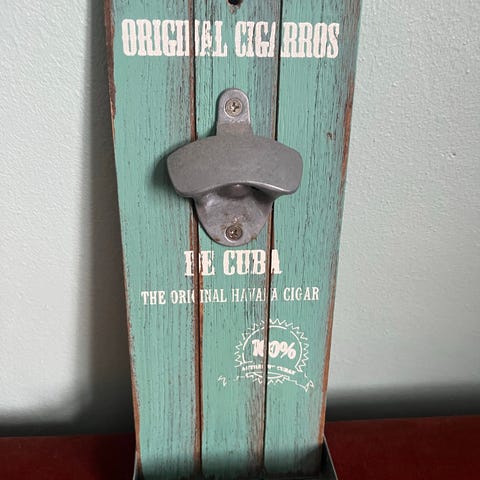 ORIGINAL CIGARROS
DE CUBA
THE ORIGINAL HAVANA CIGAR
100%